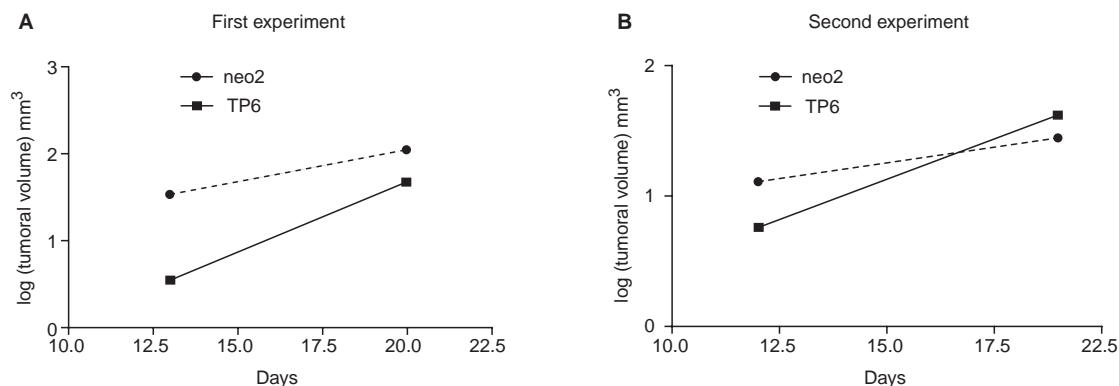 A
First experiment
3
2
1
0
log (tumoral volume) mm3
neo2
TP6
10.0
12.5
15.0
17.5
20.0
22.5
Days
B
Second experiment
2
1
0
log (tumoral volume) mm3
neo2
TP6
10.0
12.5
15.0
17.5
22.5
Days